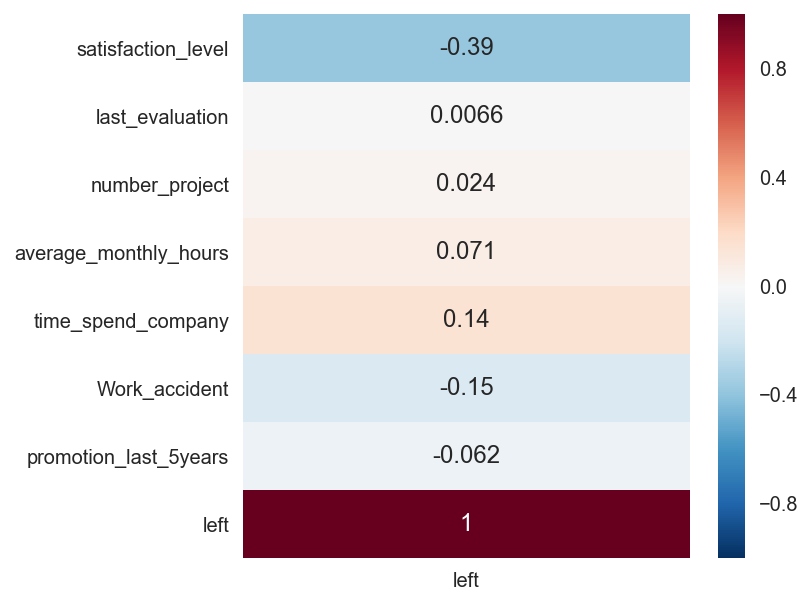 satisfaction_level -0.39
last_evaluation 0.0066
number_project 0.024
average_monthly_hours 0.071
time_spend_company 0.14
Work_accident -0.15
promotion_last_5years -0.062
left 1
left
0.8
0.4
0.0
−0.4
−0.8